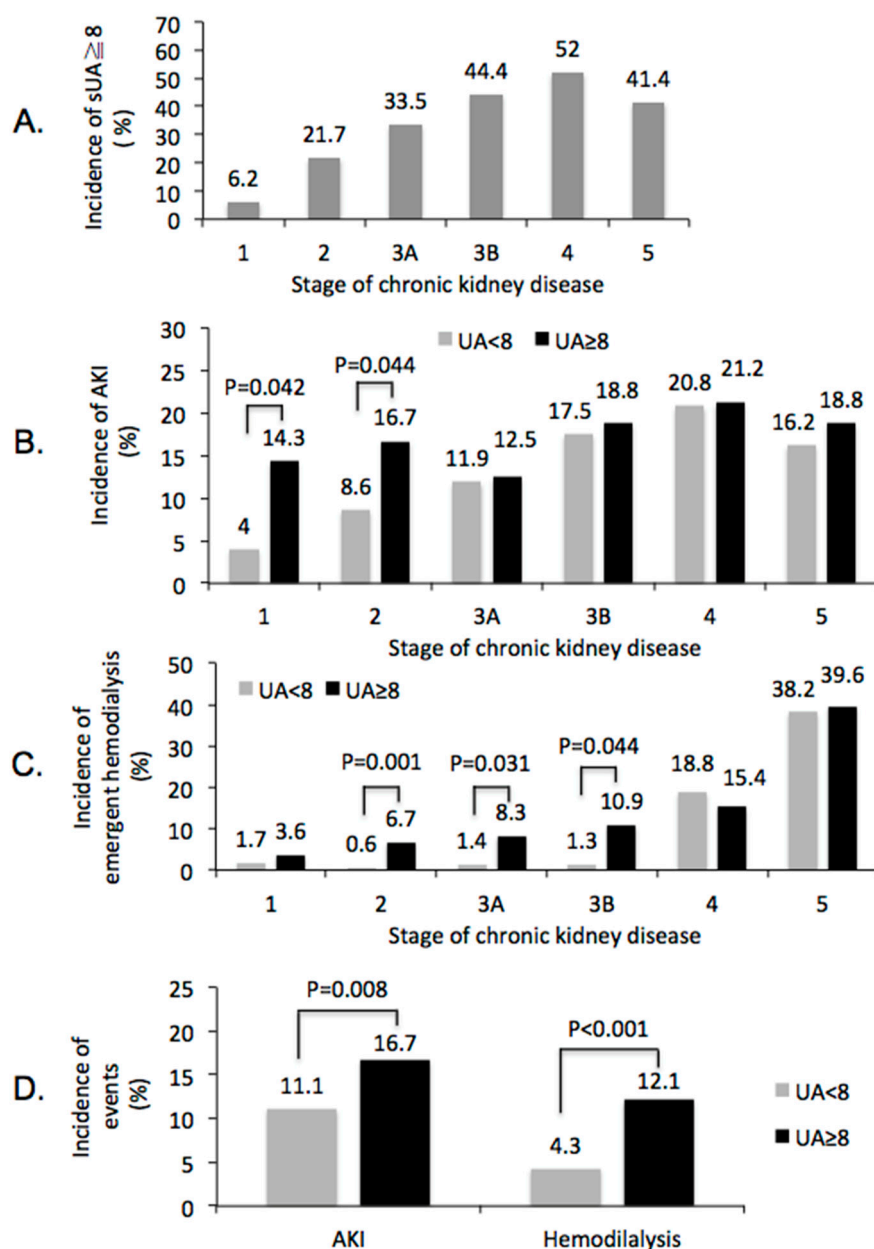 A.
Incidence of sUA≧8
(%)
70
60
50
40
30
20
10
0
6.2
21.7
33.5
44.4
52
41.4
1 2 3A 3B 4 5
Stage of chronic kidney disease
B.
Incidence of AKI
(%)
30
25
20
15
10
5
0
UA<8 UA≥8
P=0.042
P=0.044
4 14.3
8.6 16.7
11.9 12.5
17.5 18.8
20.8 21.2
16.2 18.8
1 2 3A 3B 4 5
Stage of chronic kidney disease
C.
Incidence of
emergent hemodialysis
(%)
50
40
30
20
10
0
UA<8 UA≥8
P=0.001
P=0.031
P=0.044
1.7 3.6
0.6 6.7
1.4 8.3
1.3 10.9
18.8 15.4
38.2 39.6
1 2 3A 3B 4 5
Stage of chronic kidney disease
D.
Incidence of
events
(%)
25
20
15
10
5
0
P=0.008
P<0.001
11.1 16.7
4.3 12.1
AKI Hemodilalysis
UA<8
UA≥8